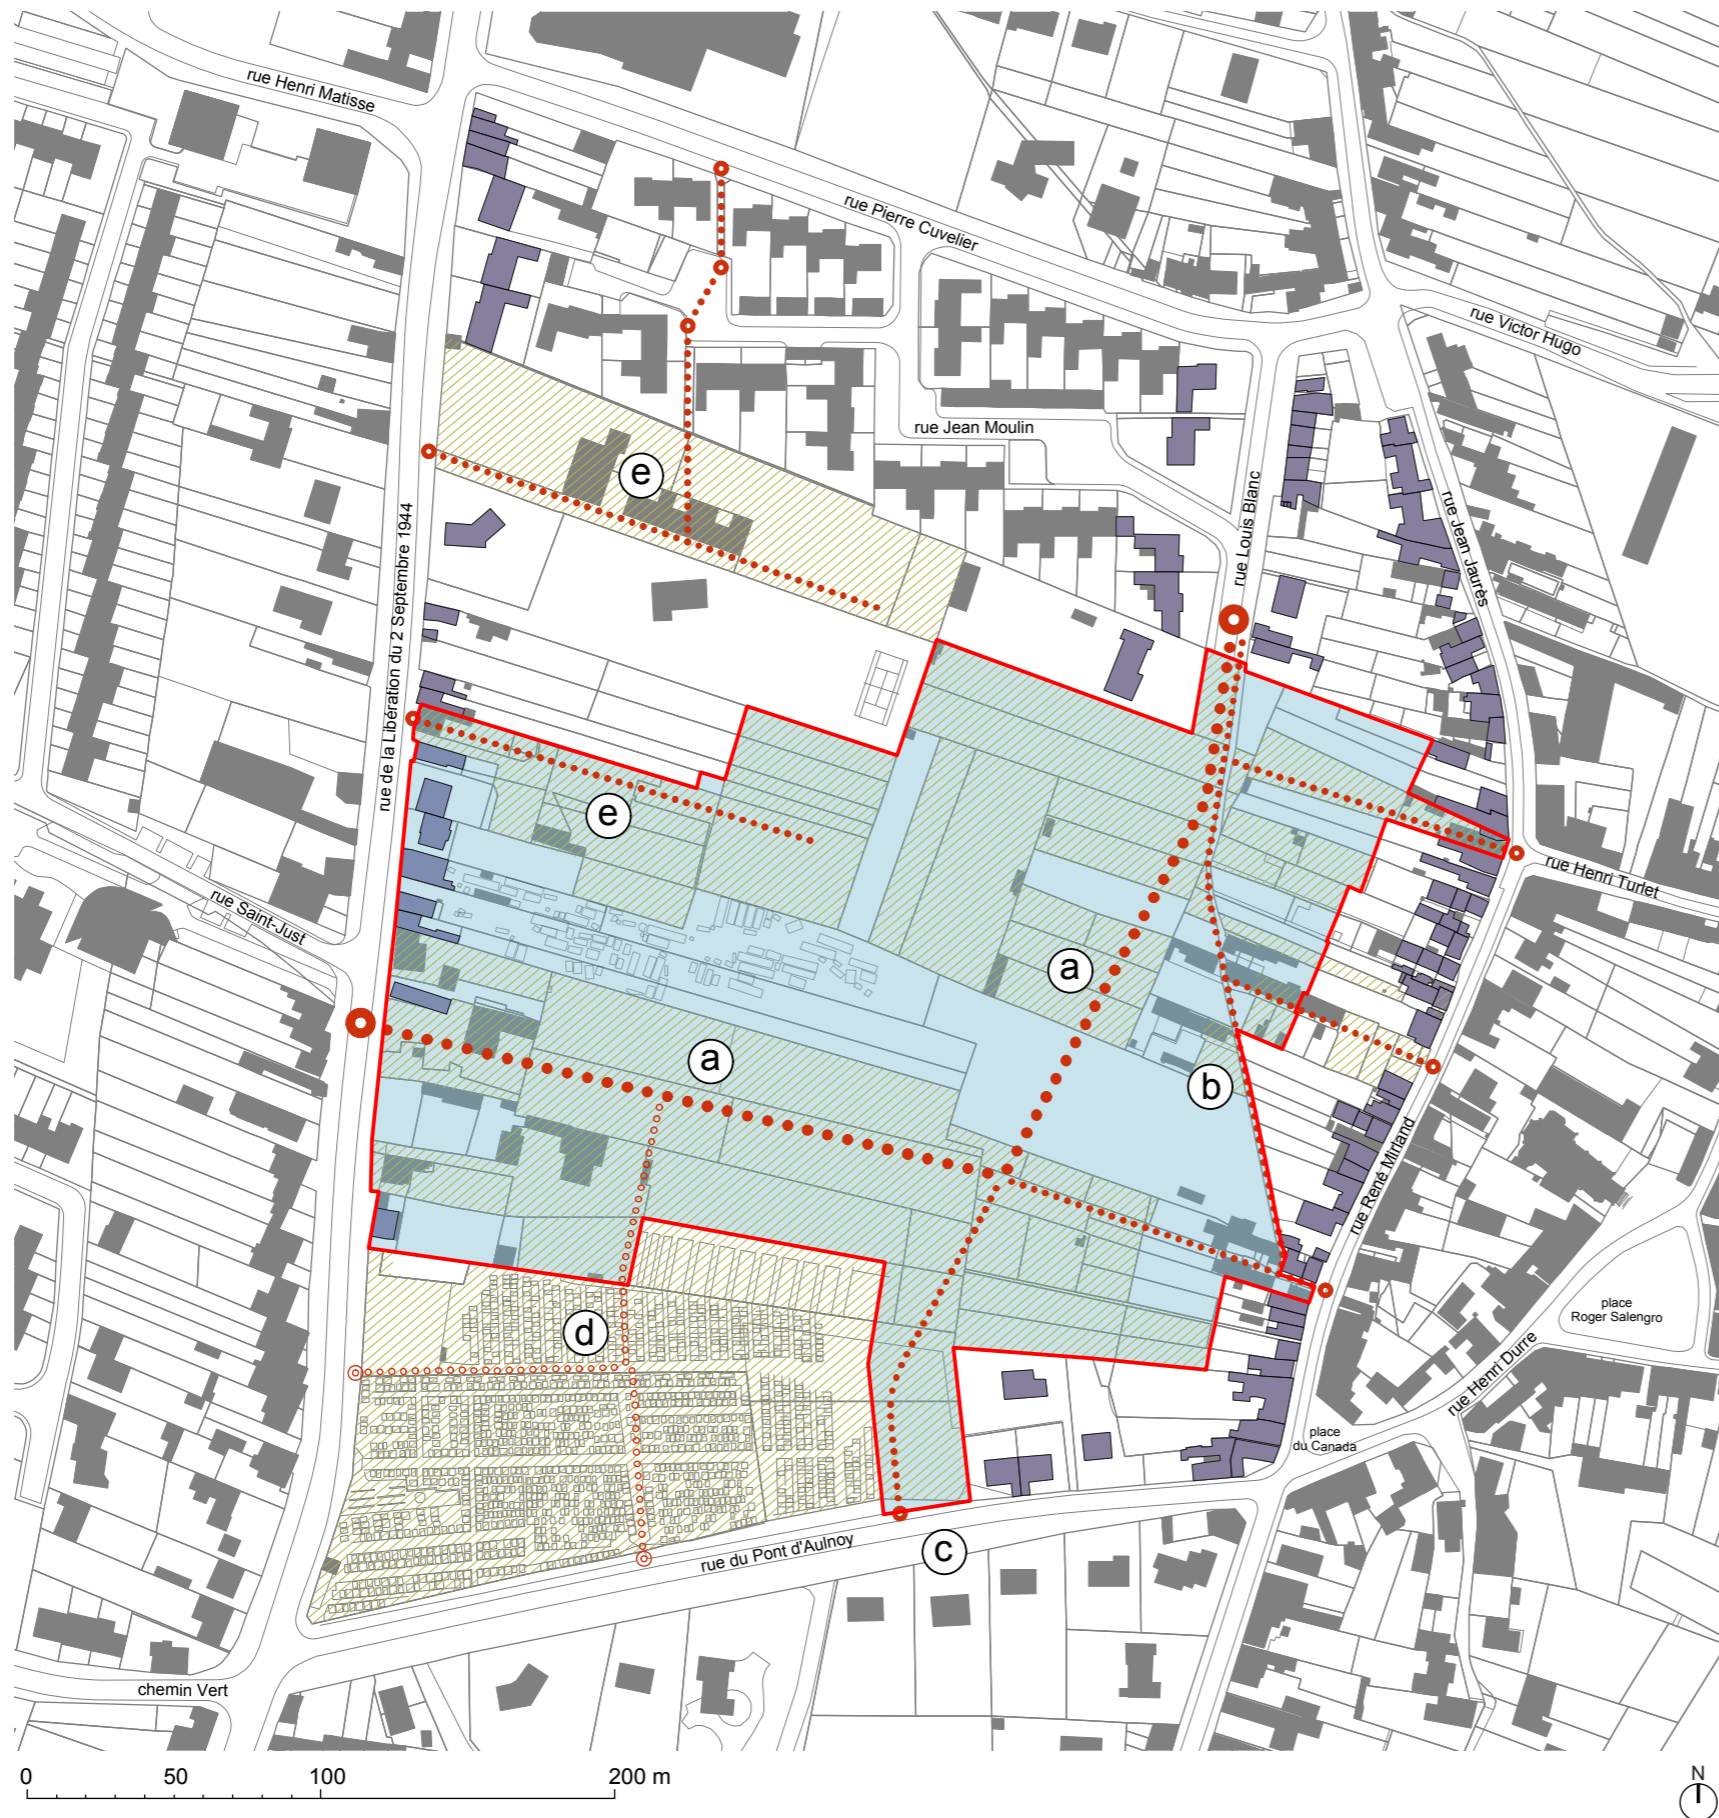 rue Henri Matisse
rue Pierre Cuvelier
rue Victor Hugo
rue Jean Moulin
e
rue Louis Blanc
rue Jean Jaurès
rue de la Libération du 2 Septembre 1944
e
rue Henri Turlet
rue Saint-Just
a
a
b
rue René Mirland
d
place
Roger Salengro
rue Henri Durre
place
du Canada
c
rue du Pont d'Aulnoy
chemin Vert
0 50 100 200 m
N